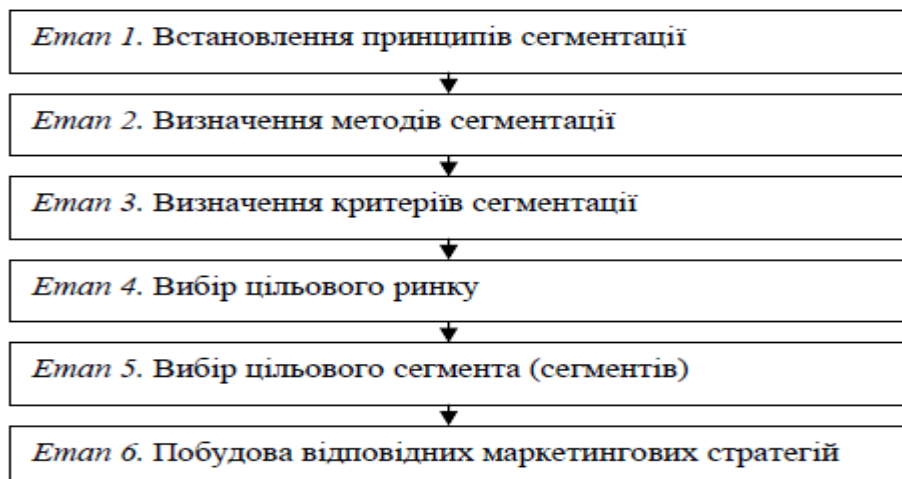 Етап 1. Встановлення принципів сегментації
Етап 2. Визначення методів сегментації
Етап 3. Визначення критеріїв сегментації
Етап 4. Вибір цільового ринку
Етап 5. Вибір цільового сегмента (сегментів)
Етап 6. Побудова відповідних маркетингових стратегій